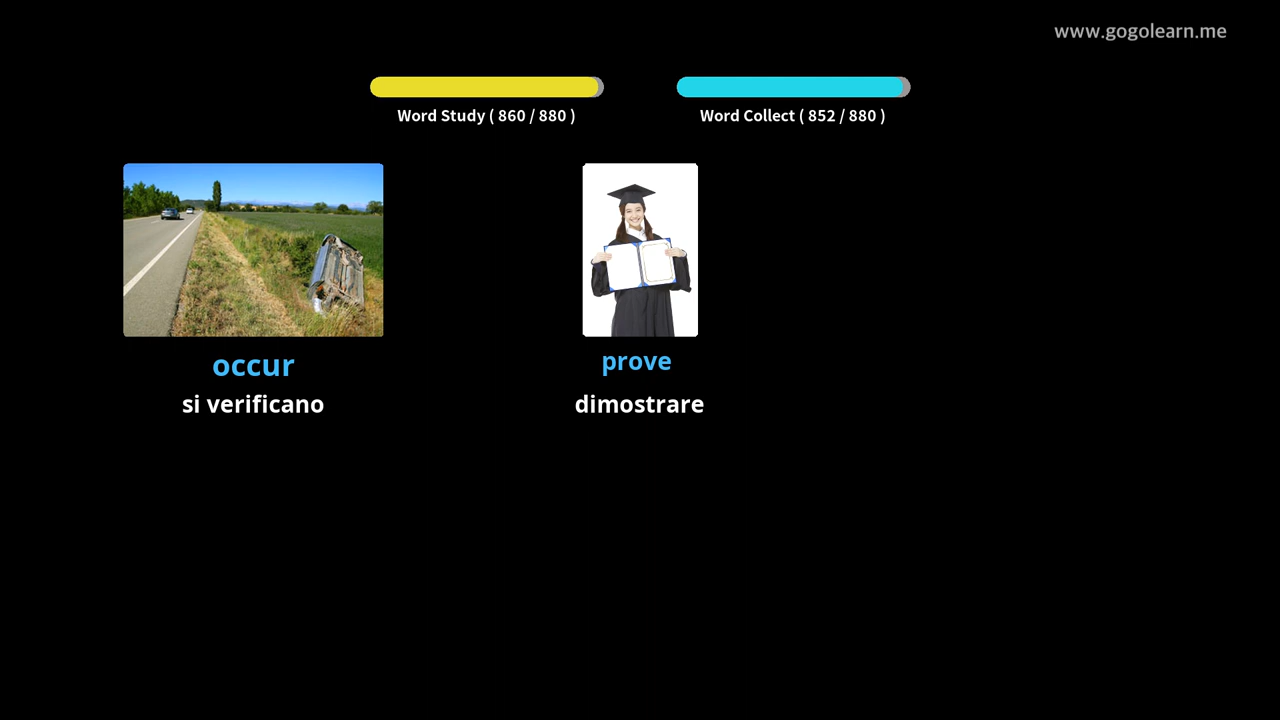 www.gogolearn.me
Word Study ( 860 / 880 )
Word Collect ( 852 / 880 )
occur
si verificano
prove
dimostrare